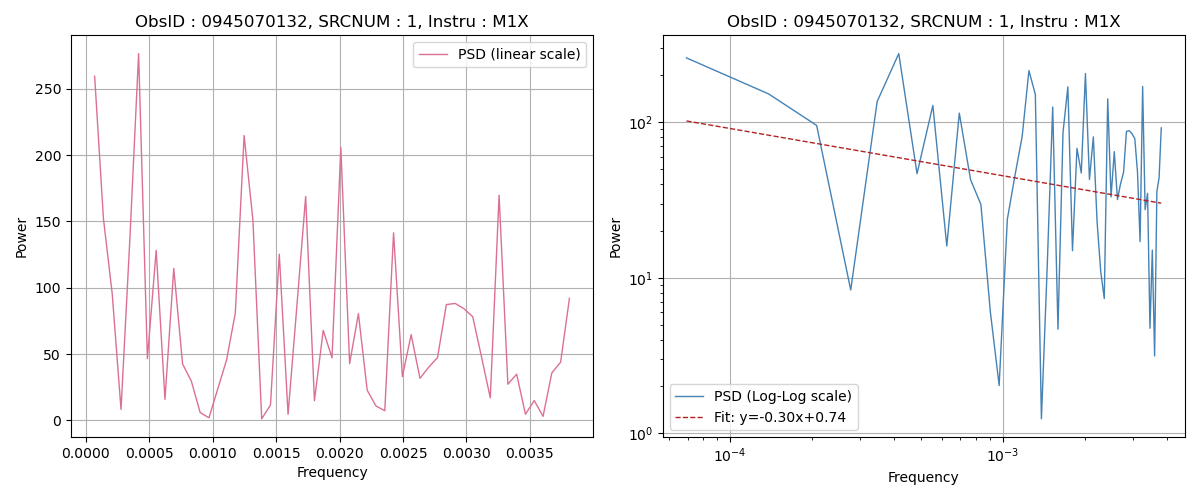 ObsID : 0945070132, SRCNUM : 1, Instru : M1X
PSD (linear scale)
Power
250
200
150
100
50
0
0.0000 0.0005 0.0010 0.0015 0.0020 0.0025 0.0030 0.0035
Frequency
ObsID : 0945070132, SRCNUM : 1, Instru : M1X
Power
10²
10¹
10⁰
PSD (Log-Log scale)
Fit: y=-0.30x+0.74
10⁻⁴ 10⁻³
Frequency